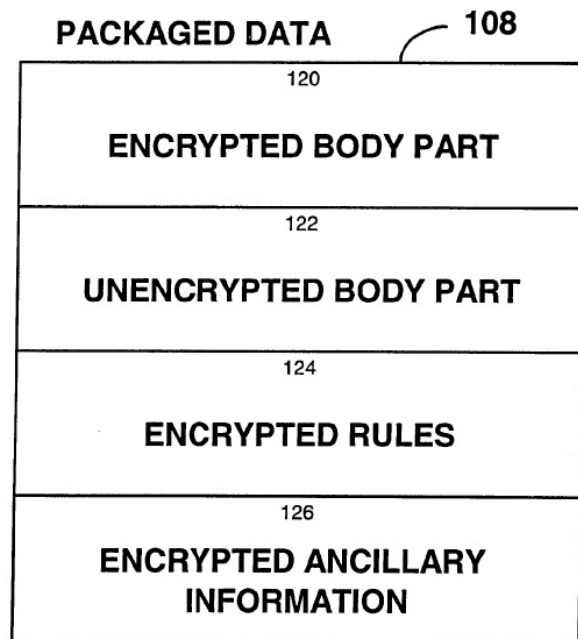 PACKAGED DATA 108
120
ENCRYPTED BODY PART
122
UNENCRYPTED BODY PART
124
ENCRYPTED RULES
126
ENCRYPTED ANCILLARY
INFORMATION